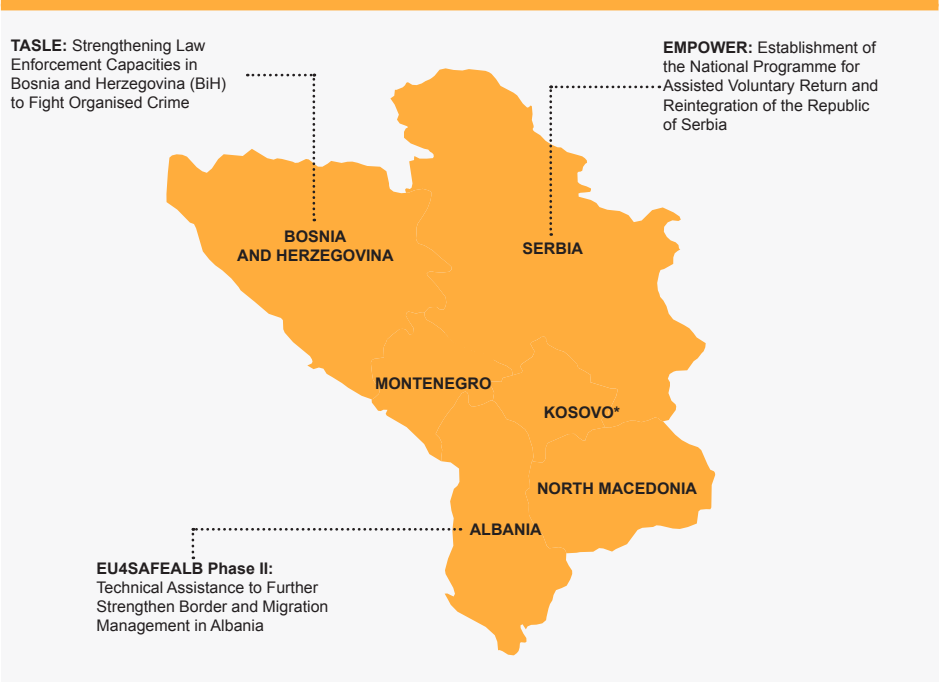 TASLE: Strengthening Law
Enforcement Capacities in
Bosnia and Herzegovina (BiH)
to Fight Organised Crime
EMPOWER: Establishment of
the National Programme for
Assisted Voluntary Return and
Reintegration of the Republic
of Serbia
BOSNIA
AND HERZEGOVINA
SERBIA
MONTENEGRO
KOSOVO*
NORTH MACEDONIA
ALBANIA
EU4SAFEALB Phase II:
Technical Assistance to Further
Strengthen Border and Migration
Management in Albania